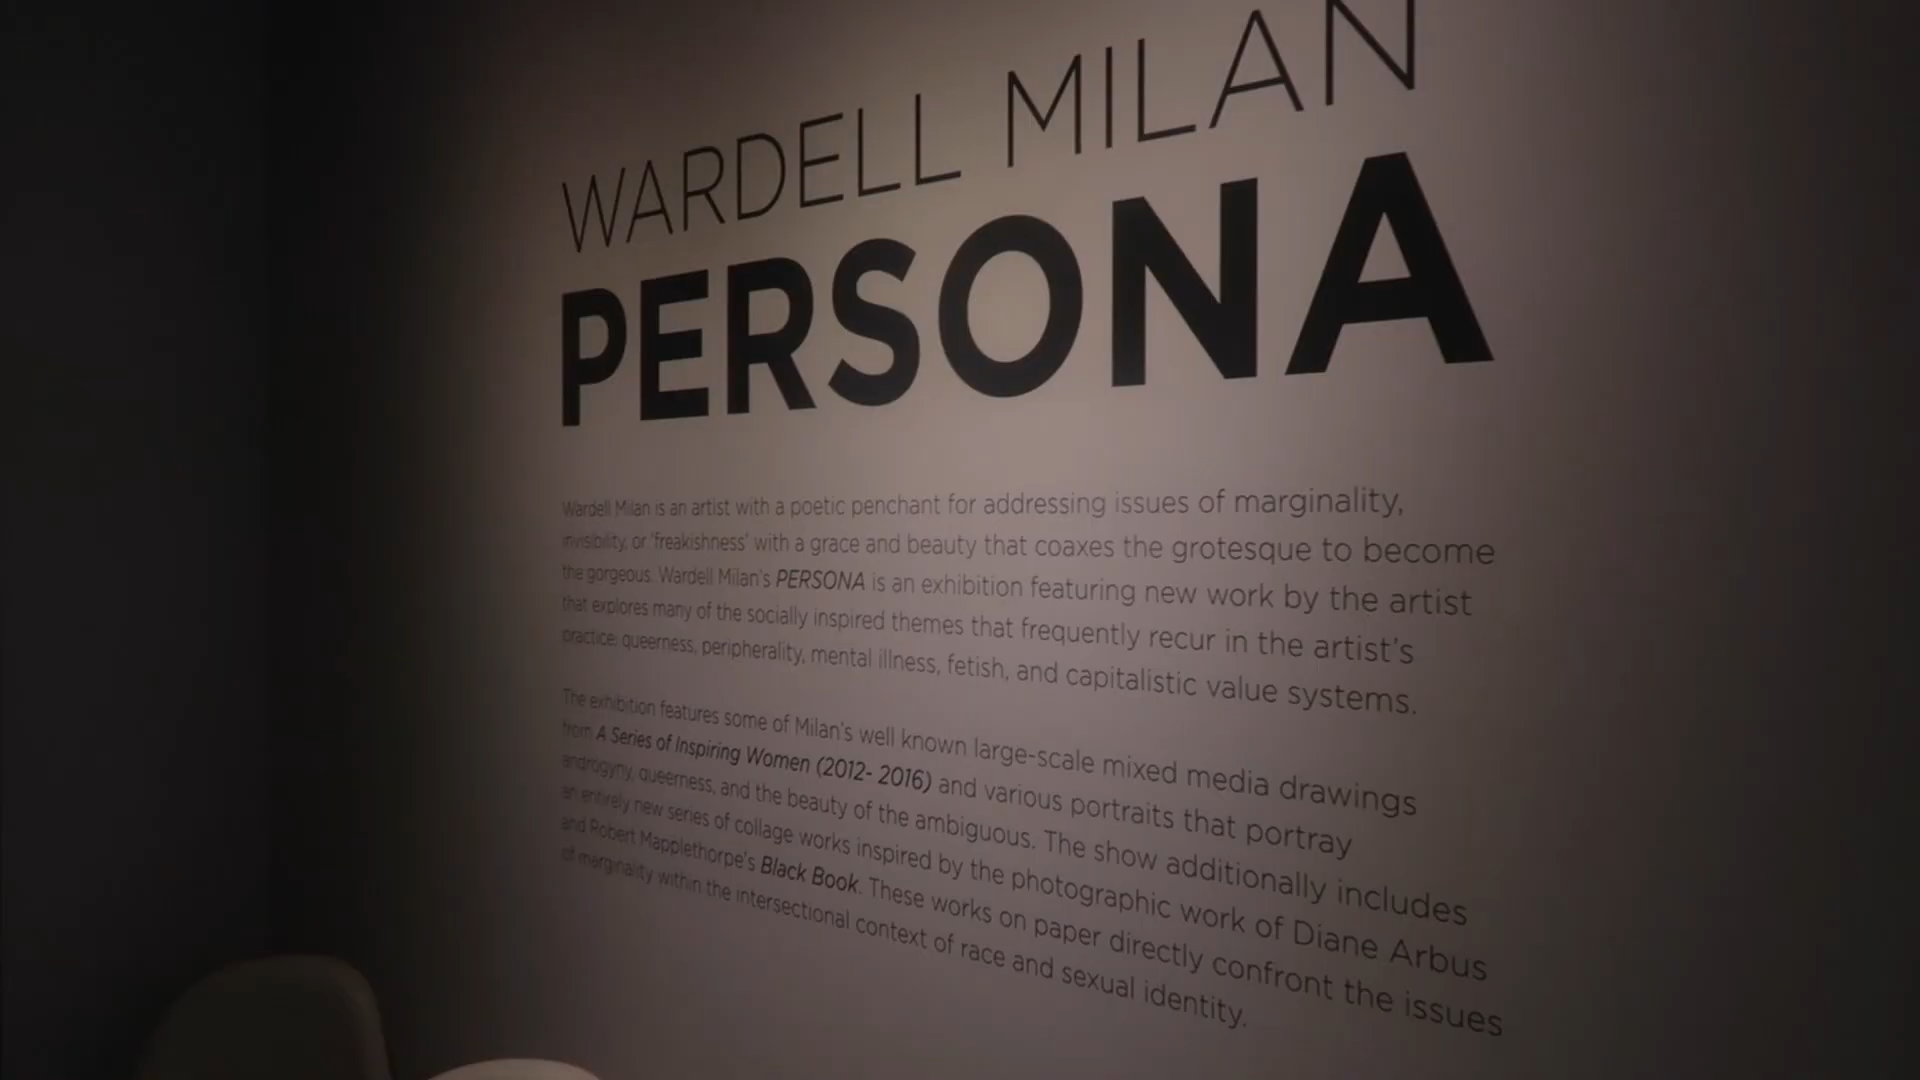 WARDELL MILAN
PERSONA
Wardell Milan is an artist with a poetic penchant for addressing issues of marginality,
invisibility, or 'freakishness' with a grace and beauty that coaxes the grotesque to become
the gorgeous. Wardell Milan's PERSONA is an exhibition featuring new work by the artist
that explores many of the socially inspired themes that frequently recur in the artist's
practice: queerness, peripherality, mental illness, fetish, and capitalistic value systems.
The exhibition features some of Milan's well known large-scale mixed media drawings
from A Series of Inspiring Women (2012- 2016) and various portraits that portray
androgyny, queerness, and the beauty of the ambiguous. The show additionally includes
an entirely new series of collage works inspired by the photographic work of Diane Arbus
and Robert Mapplethorpe's Black Book. These works on paper directly confront the issues
of marginality within the intersectional context of race and sexual identity.